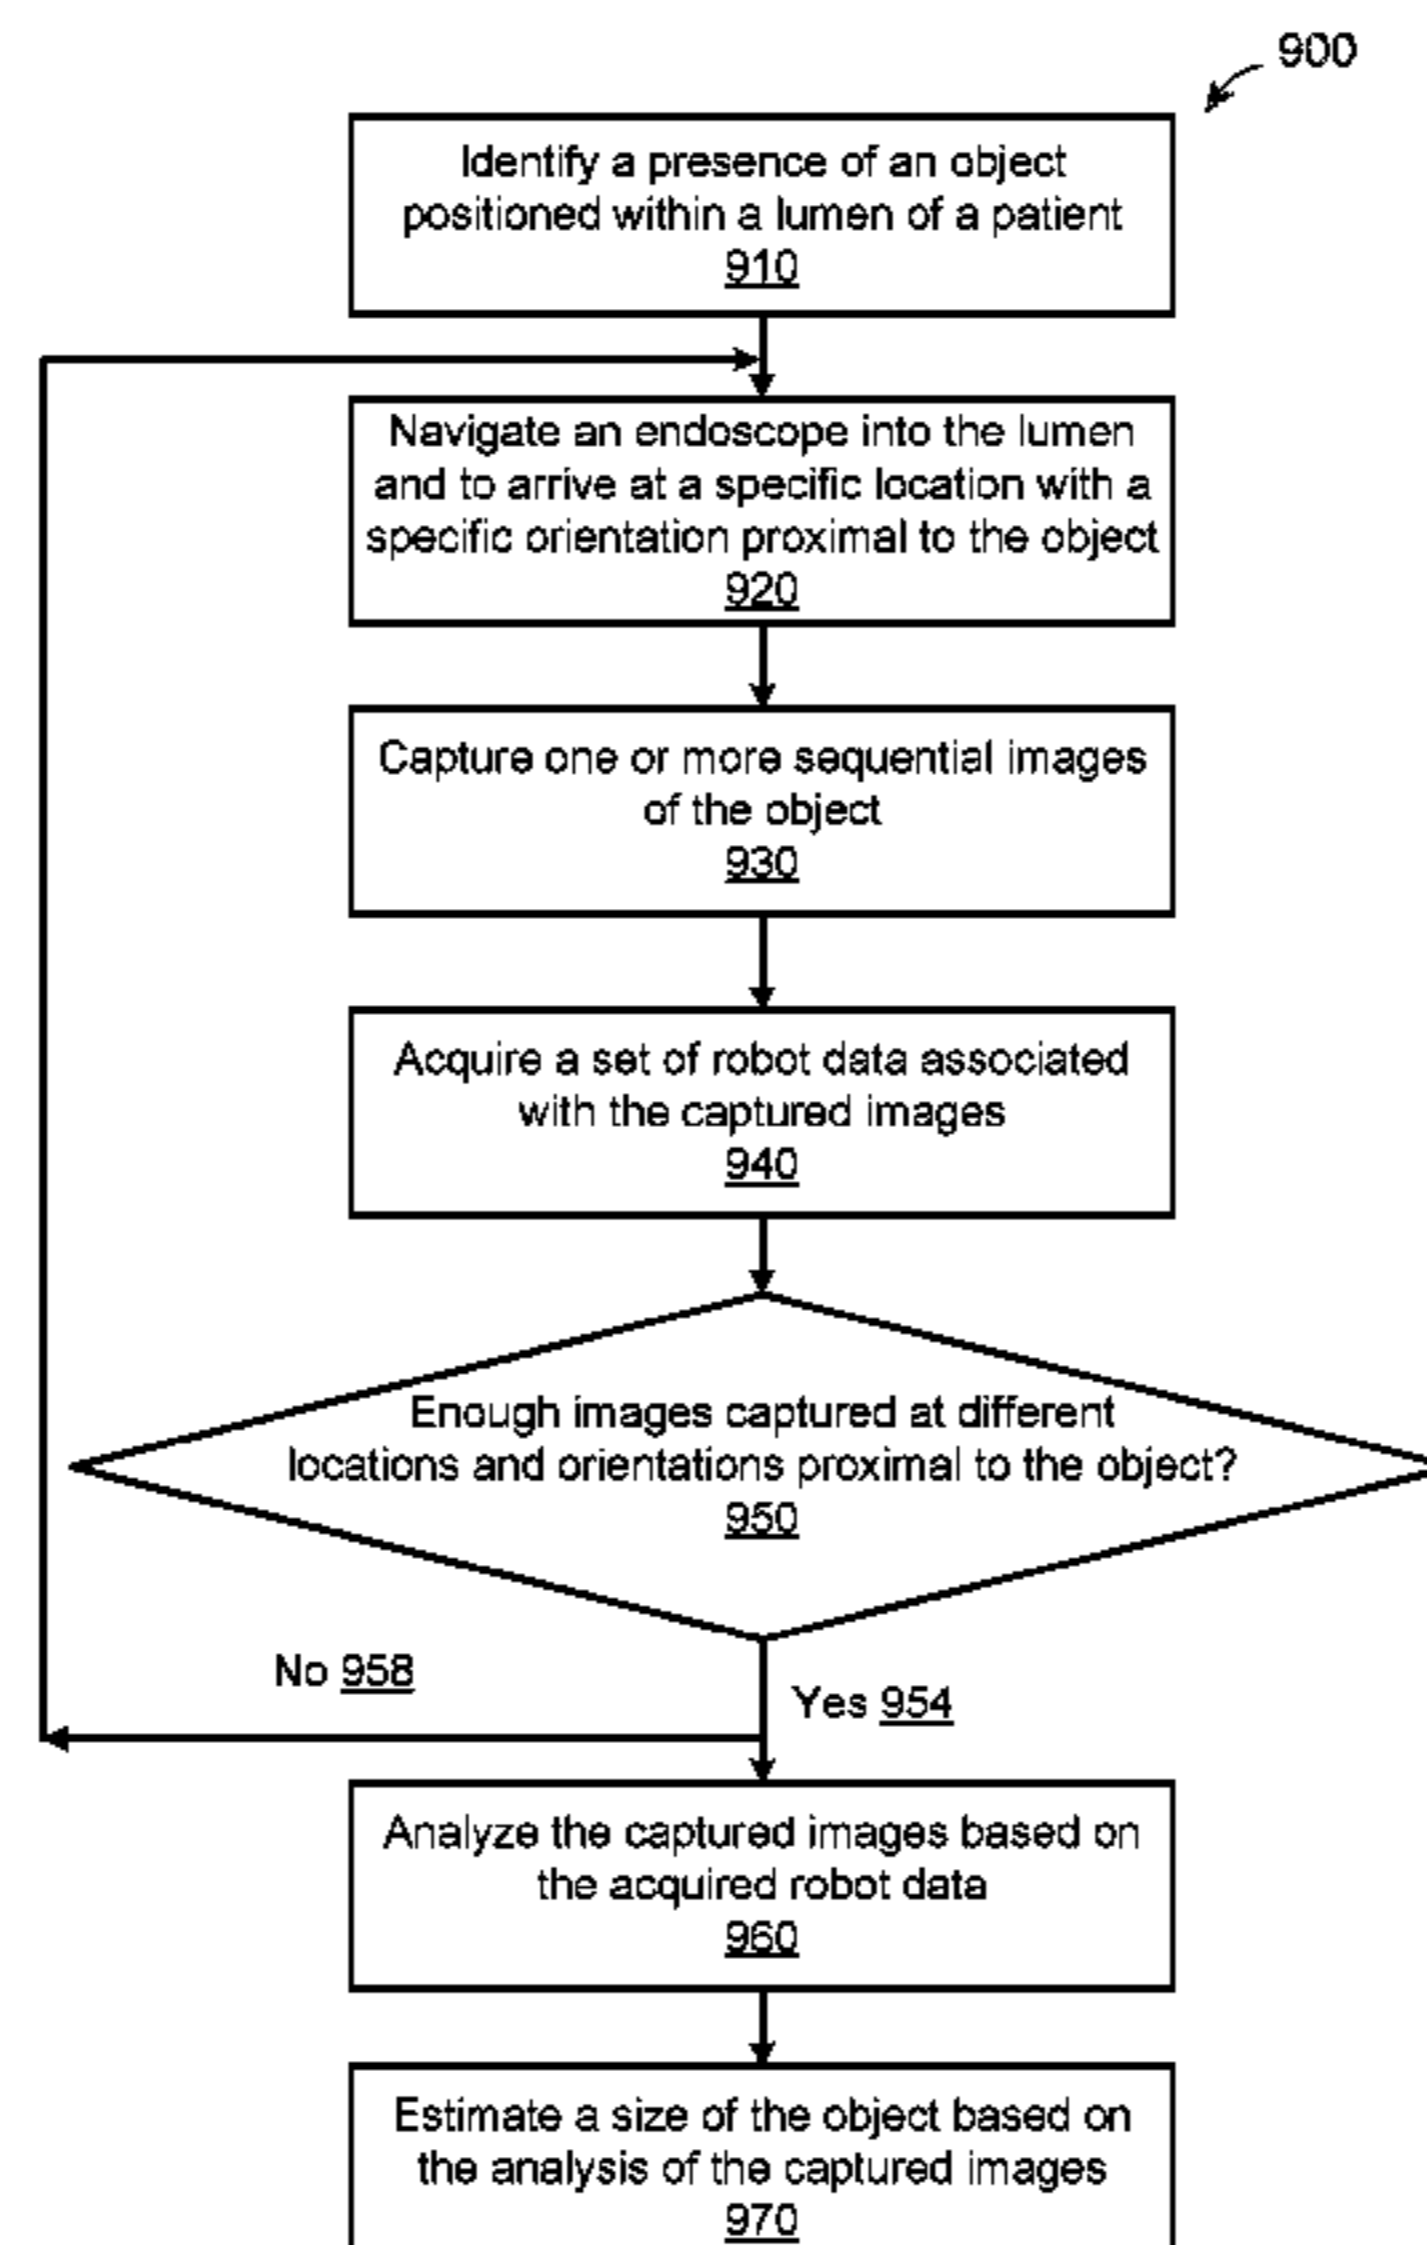 900
Identify a presence of an object
positioned within a lumen of a patient
910
Navigate an endoscope into the lumen
and to arrive at a specific location with a
specific orientation proximal to the object
920
Capture one or more sequential images
of the object
930
Acquire a set of robot data associated
with the captured images
940
Enough images captured at different
locations and orientations proximal to the object?
950
No 958
Yes 954
Analyze the captured images based on
the acquired robot data
960
Estimate a size of the object based on
the analysis of the captured images
970